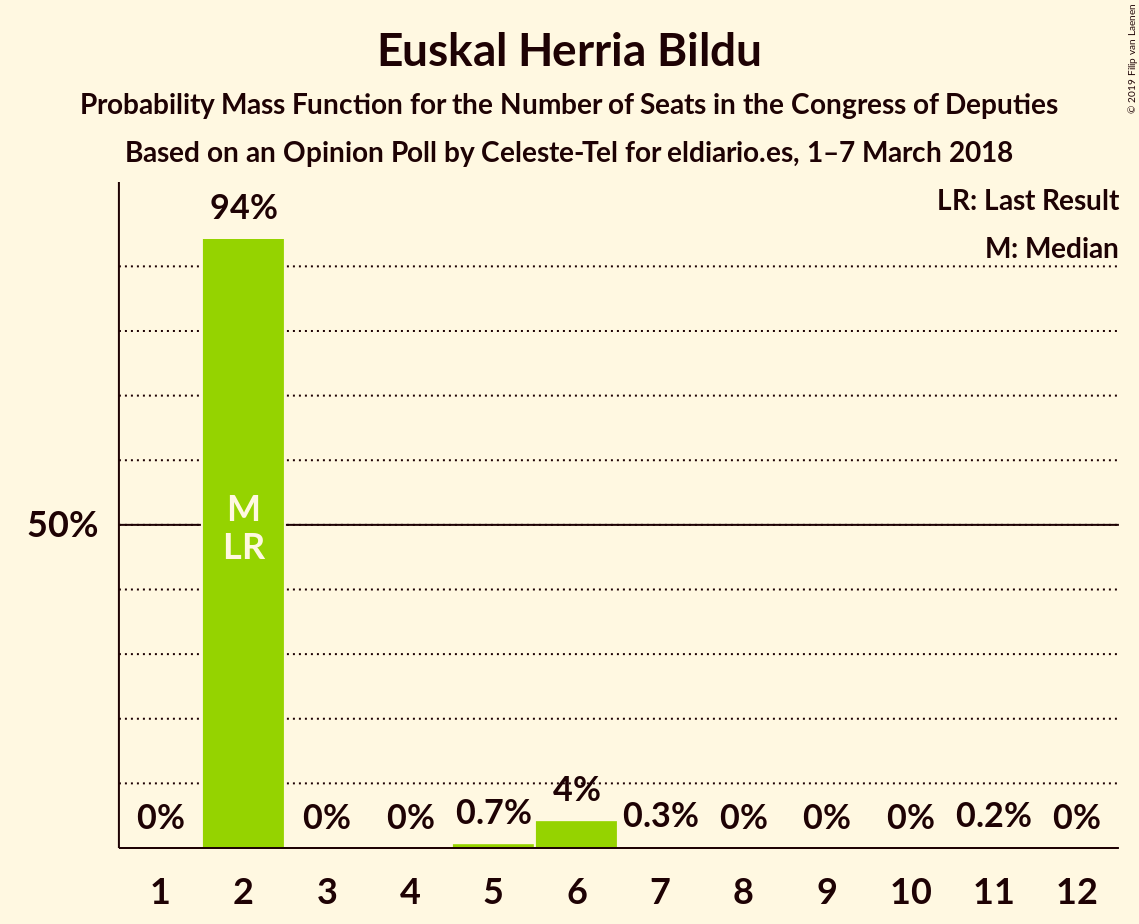 Euskal Herria Bildu
Probability Mass Function for the Number of Seats in the Congress of Deputies
Based on an Opinion Poll by Celeste-Tel for eldiario.es, 1–7 March 2018
© 2019 Filip van Laenen
LR: Last Result
M: Median
94%
50%
M
LR
0%
0%
0%
0.7%
4%
0.3%
0%
0%
0%
0.2%
0%
1 2 3 4 5 6 7 8 9 10 11 12